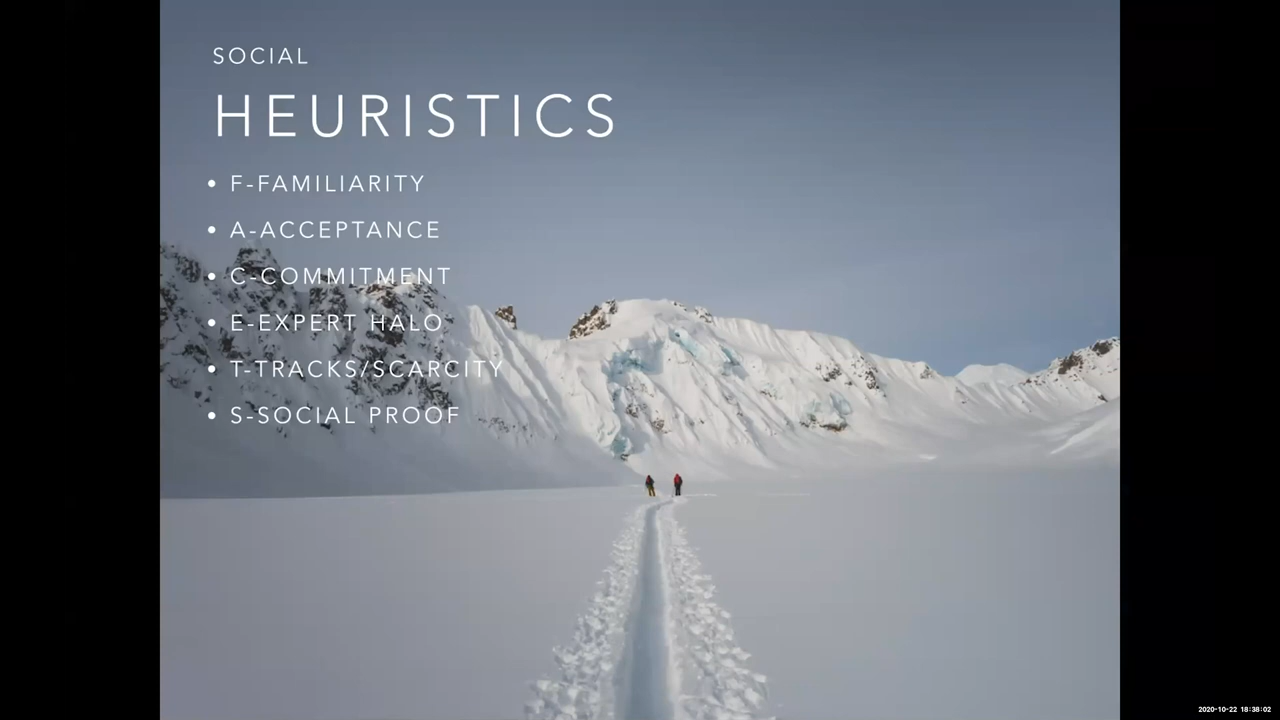 SOCIAL
HEURISTICS
• F-FAMILIARITY
• A-ACCEPTANCE
• C-COMMITMENT
• E-EXPERT HALO
• T-TRACKS/SCARCITY
• S-SOCIAL PROOF
2020-10-22 18:38:02